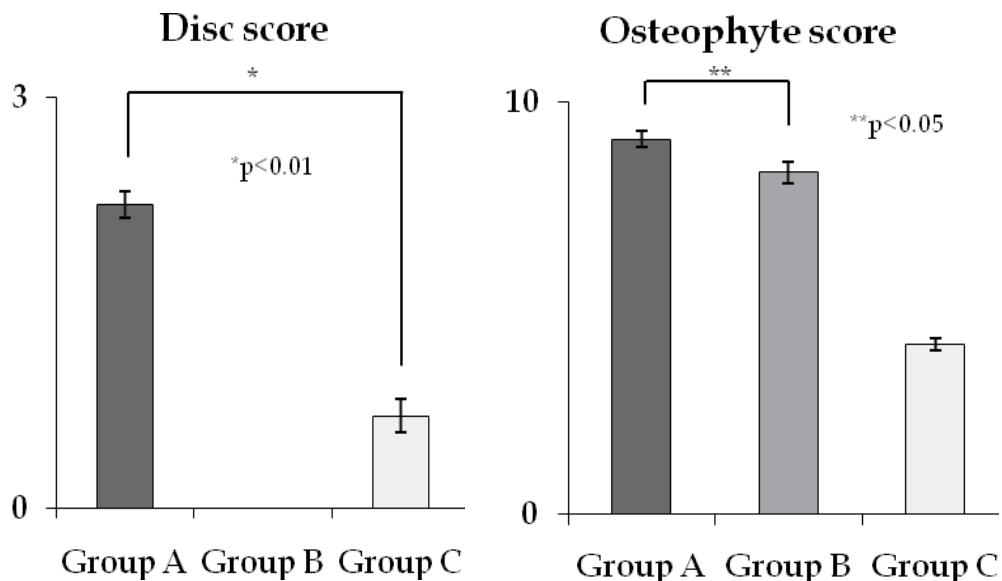 Disc score
*
3
*p<0.01
0
Group A Group B Group C
Osteophyte score
**
10
**p<0.05
0
Group A Group B Group C